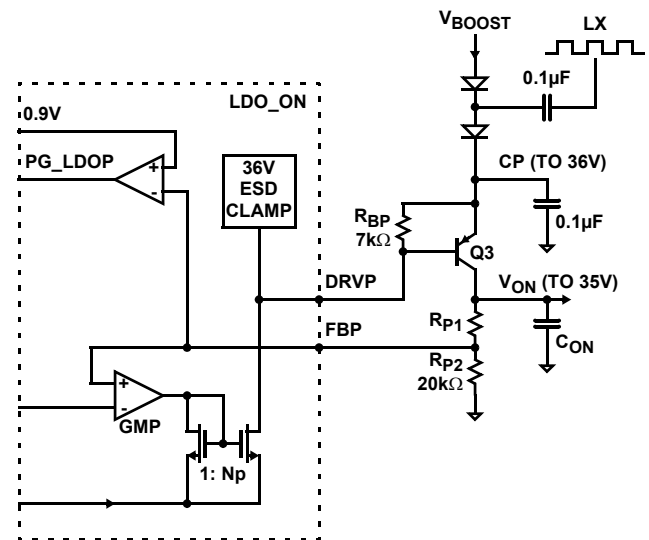 V_BOOST
LX
0.1µF
0.9V
LDO_ON
PG_LDOP
+
-
36V
ESD
CLAMP
CP (TO 36V)
R_BP
7kΩ
0.1µF
Q3
DRVP
V_ON (TO 35V)
R_P1
C_ON
FBP
R_P2
20kΩ
+
-
GMP
1: Np